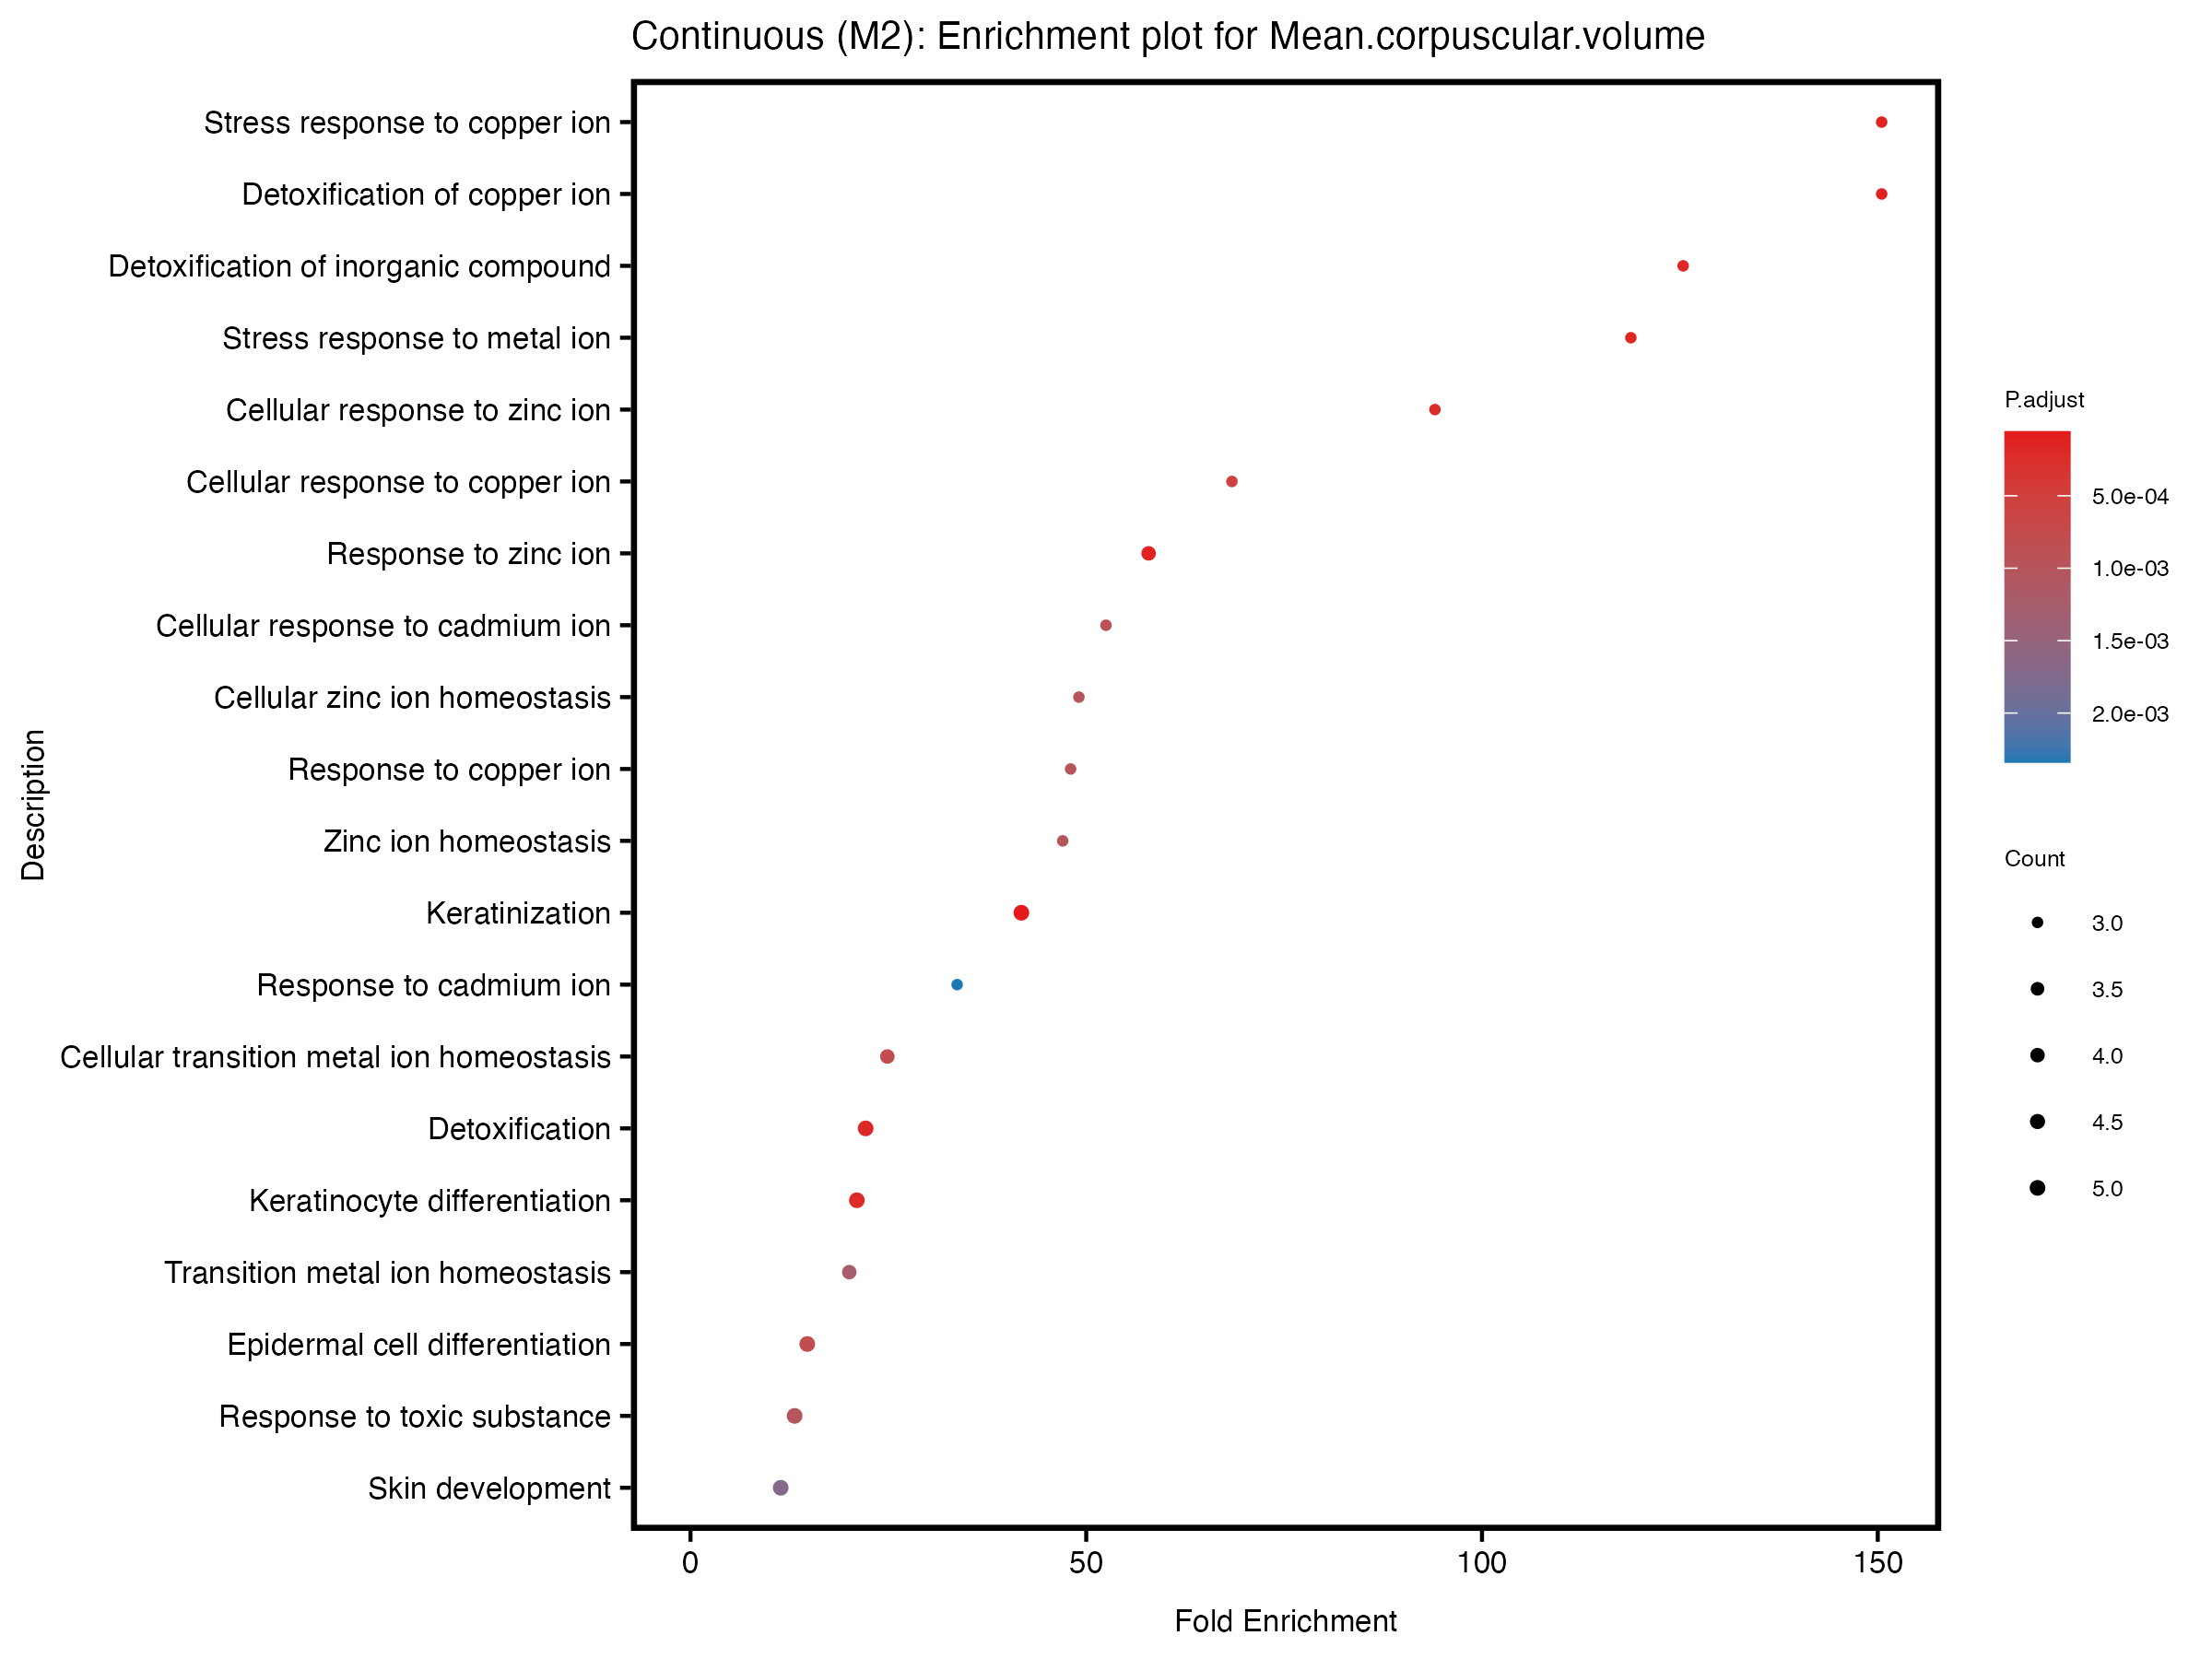 Continuous (M2): Enrichment plot for Mean.corpuscular.volume
Stress response to copper ion
Detoxification of copper ion
Detoxification of inorganic compound
Stress response to metal ion
Cellular response to zinc ion
Cellular response to copper ion
Response to zinc ion
Cellular response to cadmium ion
Cellular zinc ion homeostasis
Response to copper ion
Zinc ion homeostasis
Keratinization
Response to cadmium ion
Cellular transition metal ion homeostasis
Detoxification
Keratinocyte differentiation
Transition metal ion homeostasis
Epidermal cell differentiation
Response to toxic substance
Skin development
Description
0 50 100 150
Fold Enrichment
P.adjust
5.0e-04
1.0e-03
1.5e-03
2.0e-03
Count
3.0
3.5
4.0
4.5
5.0